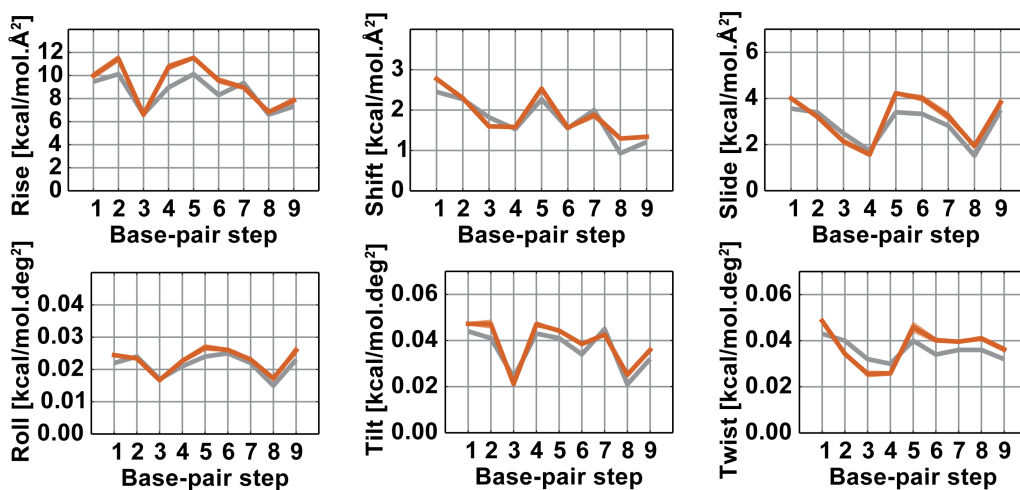 Rise [kcal/mol.Å²]
12
10
8
6
4
2
0
1 2 3 4 5 6 7 8 9
Base-pair step
Shift [kcal/mol.Å²]
3
2
1
0
1 2 3 4 5 6 7 8 9
Base-pair step
Slide [kcal/mol.Å²]
6
4
2
0
1 2 3 4 5 6 7 8 9
Base-pair step
Roll [kcal/mol.deg²]
0.04
0.03
0.02
0.01
0.00
1 2 3 4 5 6 7 8 9
Base-pair step
Tilt [kcal/mol.deg²]
0.06
0.04
0.02
0.00
1 2 3 4 5 6 7 8 9
Base-pair step
Twist [kcal/mol.deg²]
0.06
0.04
0.02
0.00
1 2 3 4 5 6 7 8 9
Base-pair step